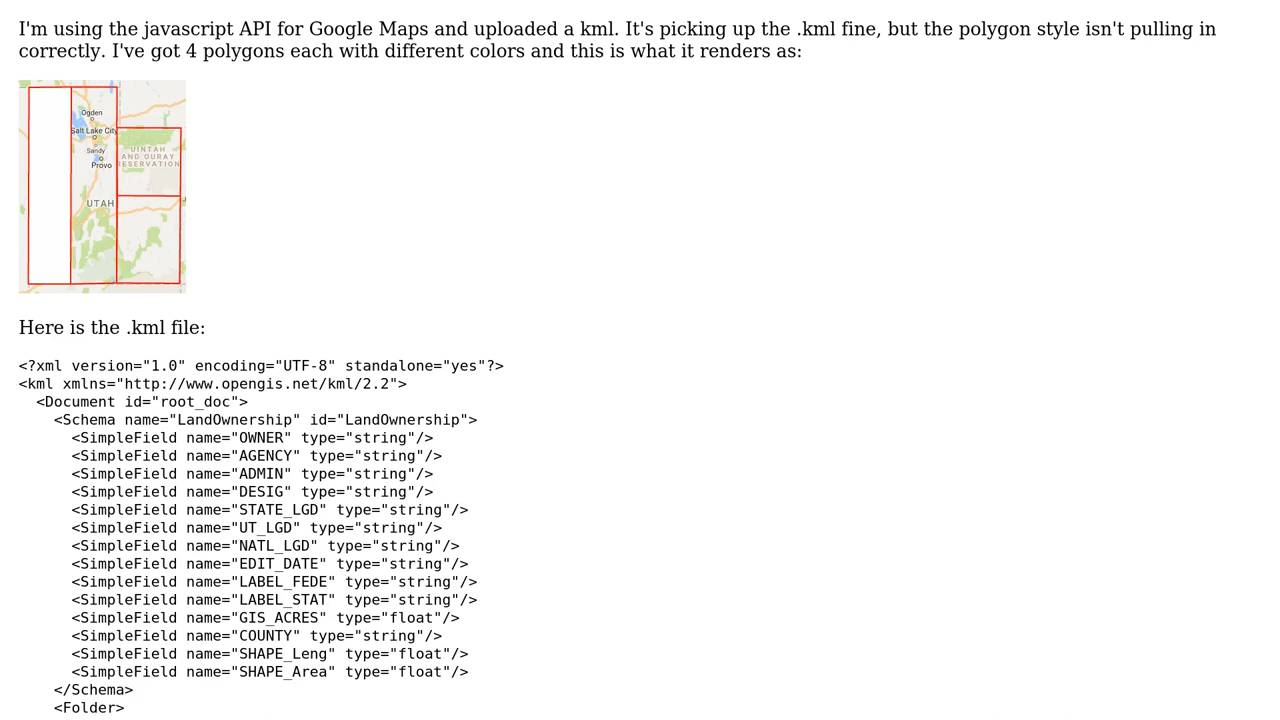 I'm using the javascript API for Google Maps and uploaded a kml. It's picking up the .kml fine, but the polygon style isn't pulling in
correctly. I've got 4 polygons each with different colors and this is what it renders as:
Ogden
Salt Lake City
Sandy
Provo
UINTAH
AND OURAY
RESERVATION
UTAH
Here is the .kml file:
<?xml version="1.0" encoding="UTF-8" standalone="yes"?>
<kml xmlns="http://www.opengis.net/kml/2.2">
  <Document id="root_doc">
    <Schema name="LandOwnership" id="LandOwnership">
      <SimpleField name="OWNER" type="string"/>
      <SimpleField name="AGENCY" type="string"/>
      <SimpleField name="ADMIN" type="string"/>
      <SimpleField name="DESIG" type="string"/>
      <SimpleField name="STATE_LGD" type="string"/>
      <SimpleField name="UT_LGD" type="string"/>
      <SimpleField name="NATL_LGD" type="string"/>
      <SimpleField name="EDIT_DATE" type="string"/>
      <SimpleField name="LABEL_FEDE" type="string"/>
      <SimpleField name="LABEL_STAT" type="string"/>
      <SimpleField name="GIS_ACRES" type="float"/>
      <SimpleField name="COUNTY" type="string"/>
      <SimpleField name="SHAPE_Leng" type="float"/>
      <SimpleField name="SHAPE_Area" type="float"/>
    </Schema>
    <Folder>